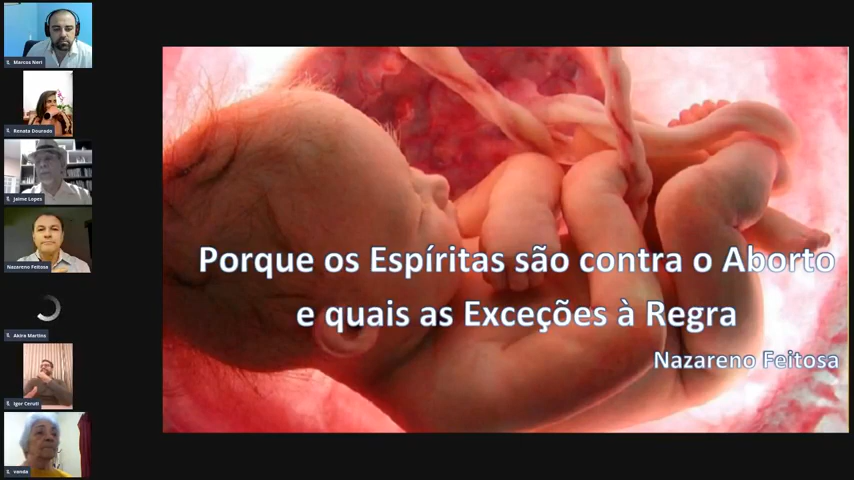 Marcos Neri
Renata Dourado
Jaime Lopes
Nazareno Feitosa
Akira Martins
Igor Ceruti
vanda
Porque os Espíritas são contra o Aborto
e quais as Exceções à Regra
Nazareno Feitosa